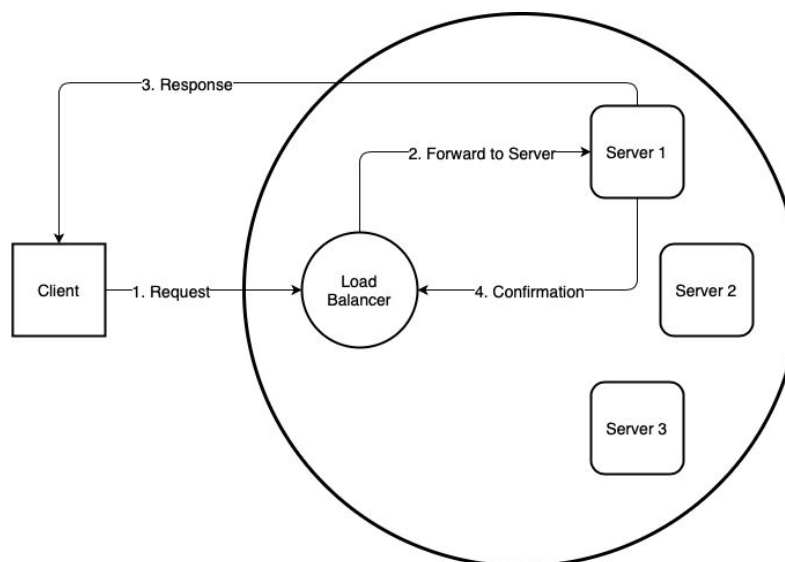 3. Response
2. Forward to Server
Server 1
Client
1. Request
Load
Balancer
4. Confirmation
Server 2
Server 3